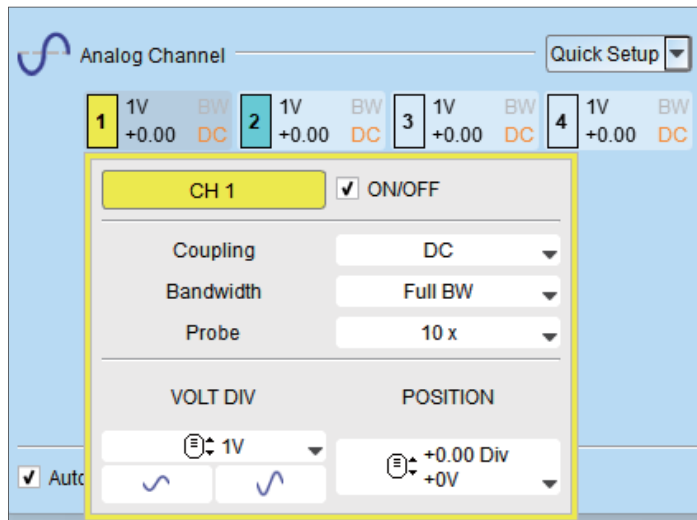 Analog Channel
Quick Setup
1 1V BW 2 1V BW 3 1V BW 4 1V BW
+0.00 DC +0.00 DC +0.00 DC +0.00 DC
CH 1 ON/OFF
Coupling DC
Bandwidth Full BW
Probe 10 x
VOLT DIV POSITION
1V +0.00 Div
+0V
Auto